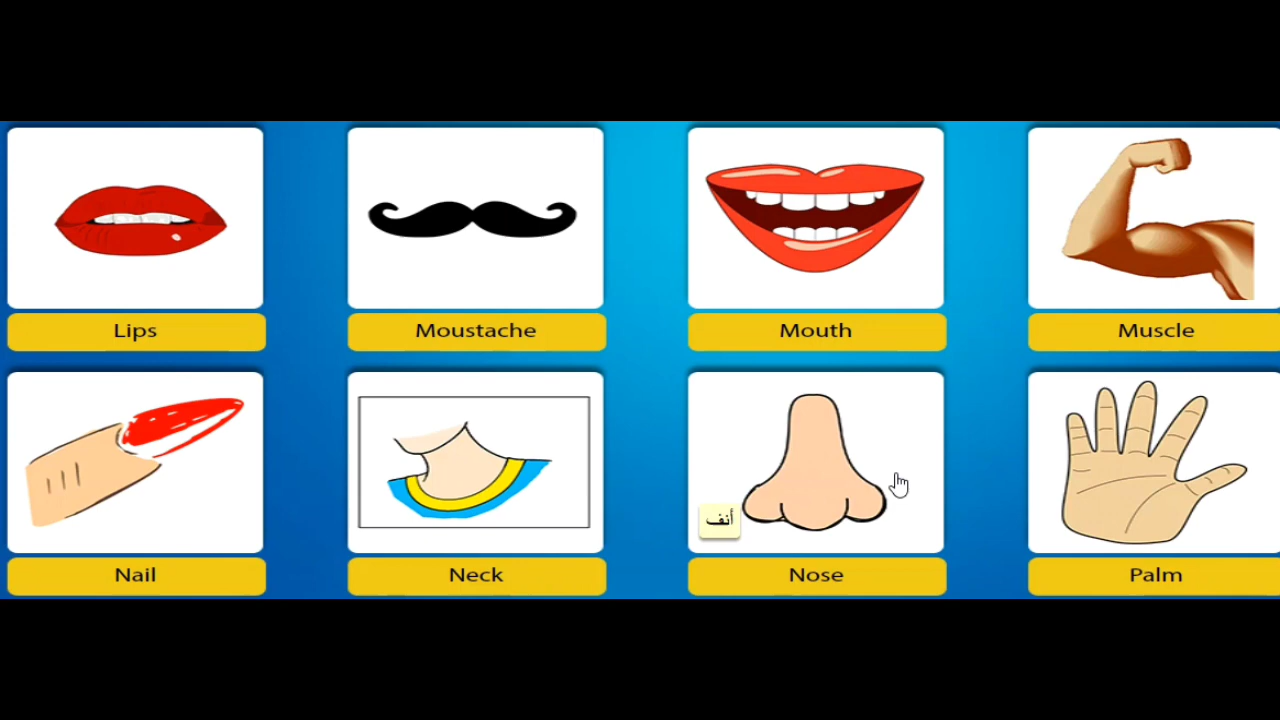 Lips
Moustache
Mouth
Muscle
أنف
Nail
Neck
Nose
Palm